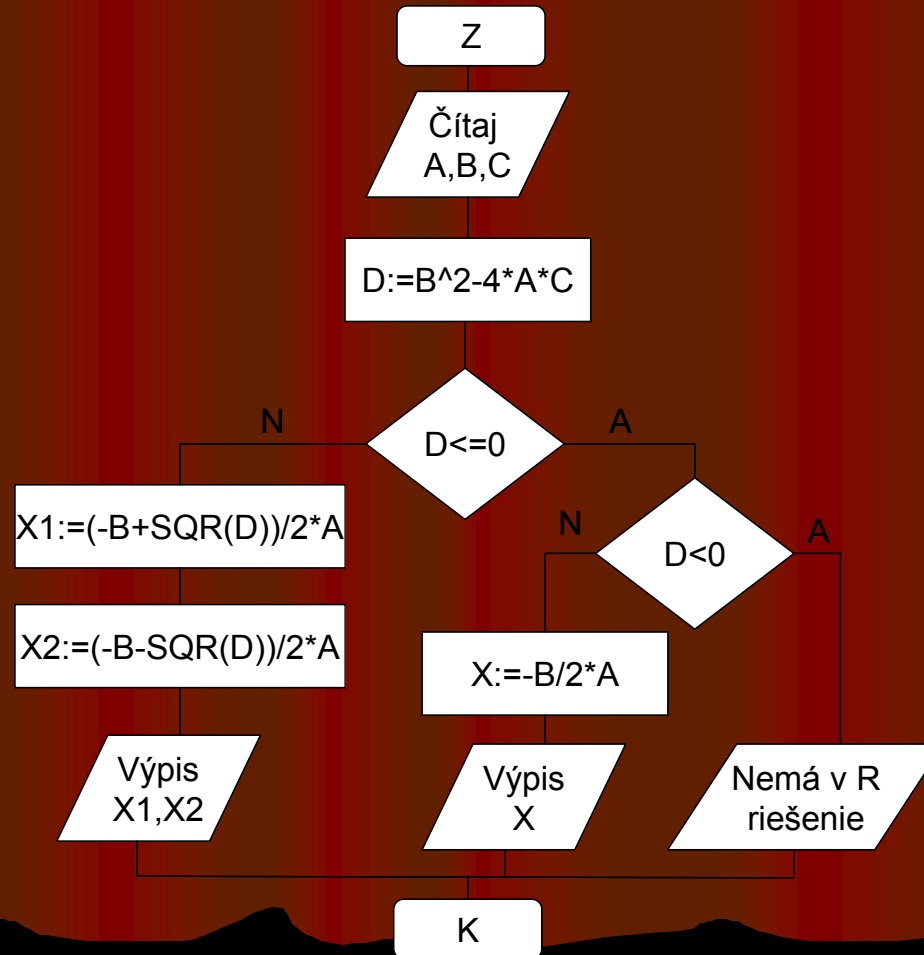 Z
Čítaj
A,B,C
D:=B^2-4*A*C
D<=0
N
A
X1:=(-B+SQR(D))/2*A
X2:=(-B-SQR(D))/2*A
Výpis
X1,X2
D<0
N
A
X:=-B/2*A
Výpis
X
Nemá v R
riešenie
K